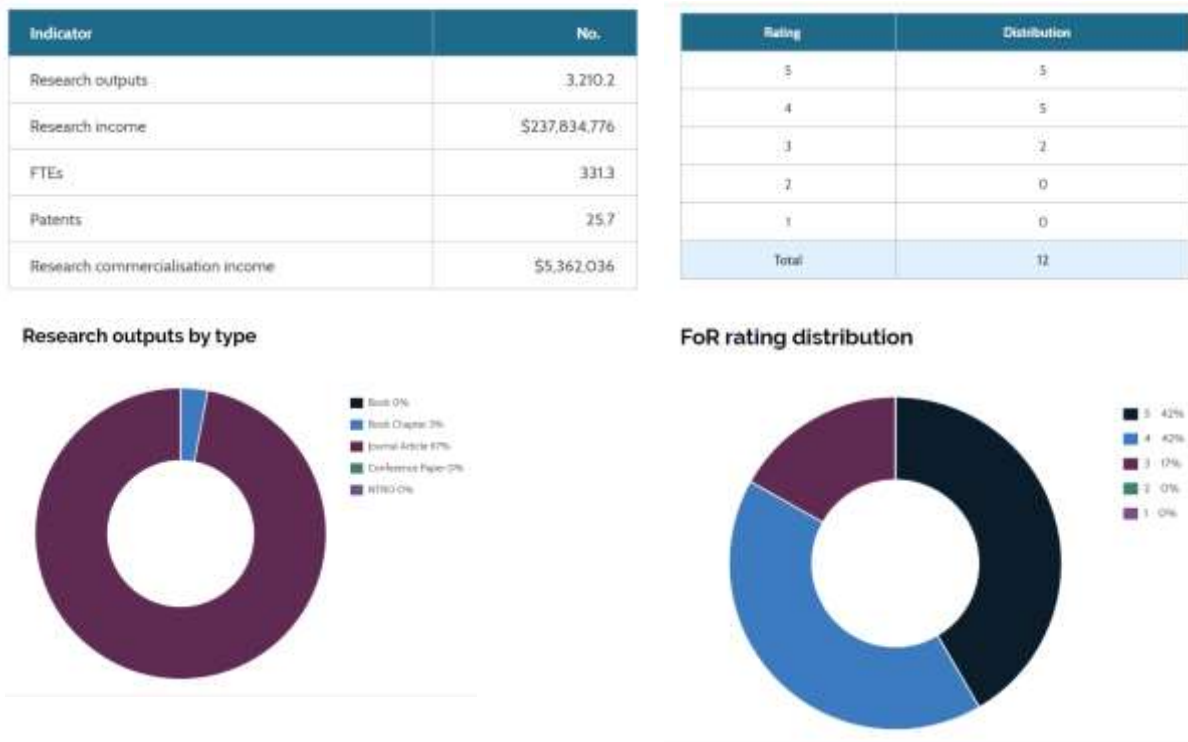 Indicator No.
Research outputs 3,210.2
Research income $237,834,776
FTEs 331.3
Patents 25.7
Research commercialisation income $5,362,036
Rating Distribution
5 5
4 5
3 2
2 0
1 0
Total 12
Research outputs by type
Book 0%
Book Chapter 3%
Journal Article 97%
Conference Paper 0%
NTRO 0%
FoR rating distribution
5 42%
4 42%
3 17%
2 0%
1 0%